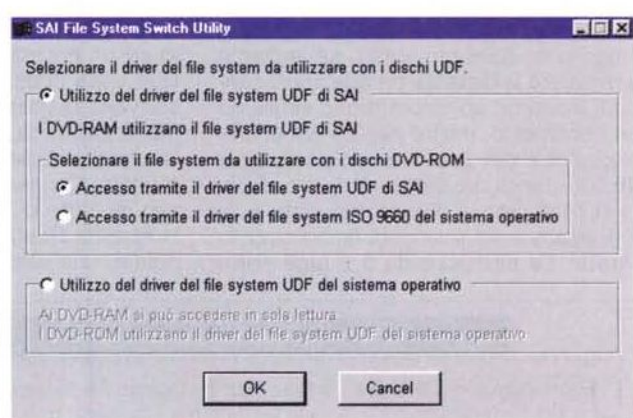 SAI File System Switch Utility
Selezionare il driver del file system da utilizzare con i dischi UDF.
Utilizzo del driver del file system UDF di SAI
I DVD-RAM utilizzano il file system UDF di SAI
Selezionare il file system da utilizzare con i dischi DVD-ROM
Accesso tramite il driver del file system UDF di SAI
Accesso tramite il driver del file system ISO 9660 del sistema operativo
Utilizzo del driver del file system UDF del sistema operativo
Ai DVD-RAM si può accedere in sola lettura
I DVD-ROM utilizzano il driver del file system UDF del sistema operativo
OK
Cancel